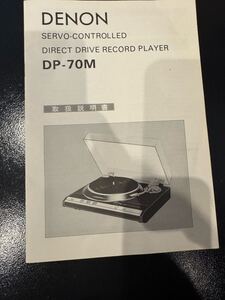 DENON
SERVO-CONTROLLED
DIRECT DRIVE RECORD PLAYER
DP-70M
取扱説明書